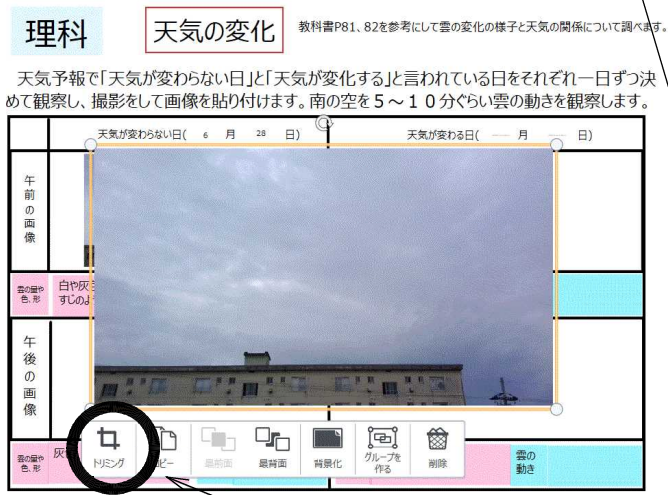 理科
天気の変化
教科書P81、82を参考にして雲の変化の様子と天気の関係について調べます。
天気予報で「天気が変わらない日」と「天気が変化する」と言われている日をそれぞれ一日ずつ決
めて観察し、撮影をして画像を貼り付けます。南の空を５～１０分ぐらい雲の動きを観察します。
天気が変わらない日( 6 月 28 日)
天気が変わる日( 月 日)
午前の画像
雲の量や
色、形
白や灰
すじのよ
午後の画像
雲の量や
色、形
灰
トリミング
コピー
最前面
最背面
背景化
グループを
作る
削除
雲の
動き